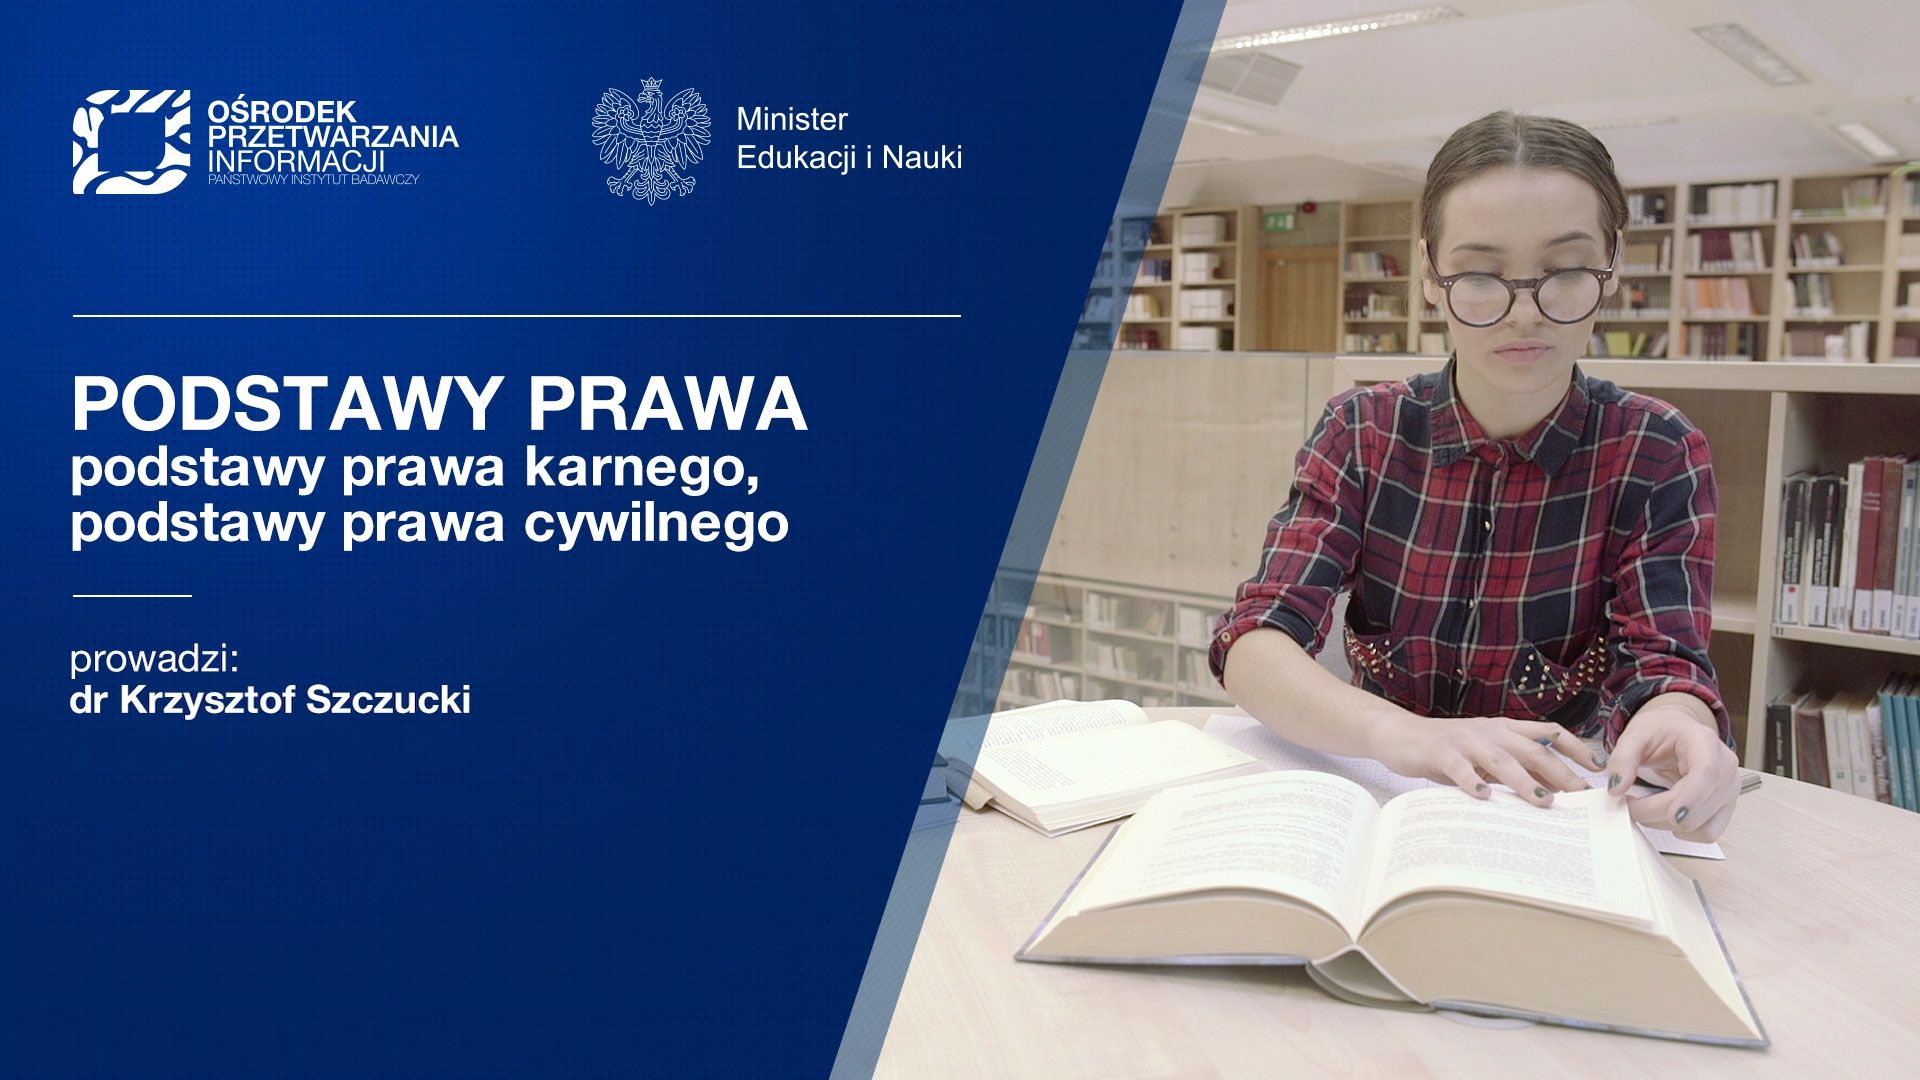 OŚRODEK
PRZETWARZANIA
INFORMACJI
PAŃSTWOWY INSTYTUT BADAWCZY
Minister
Edukacji i Nauki
PODSTAWY PRAWA
podstawy prawa karnego,
podstawy prawa cywilnego
prowadzi:
dr Krzysztof Szczucki